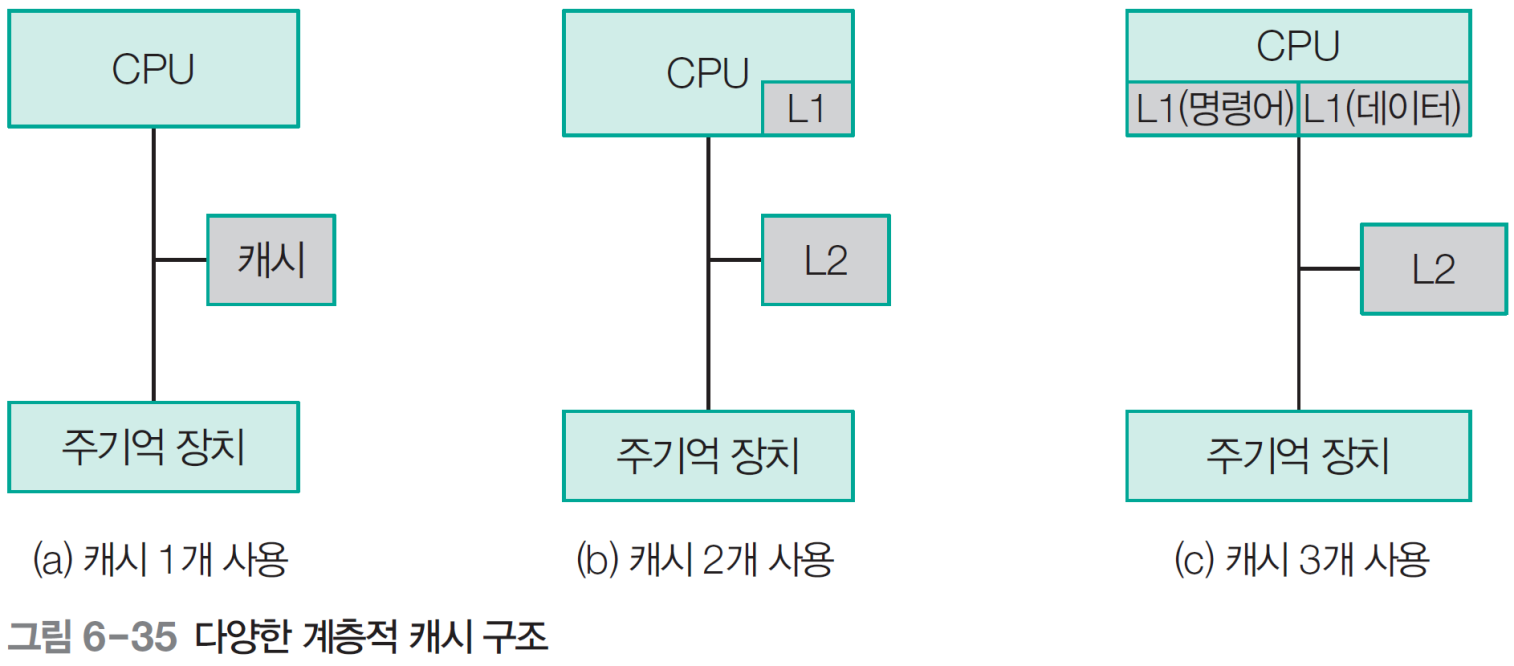 CPU
캐시
주기억 장치
(a) 캐시 1개 사용
CPU
L1
L2
주기억 장치
(b) 캐시 2개 사용
CPU
L1(명령어) L1(데이터)
L2
주기억 장치
(c) 캐시 3개 사용
그림 6-35 다양한 계층적 캐시 구조